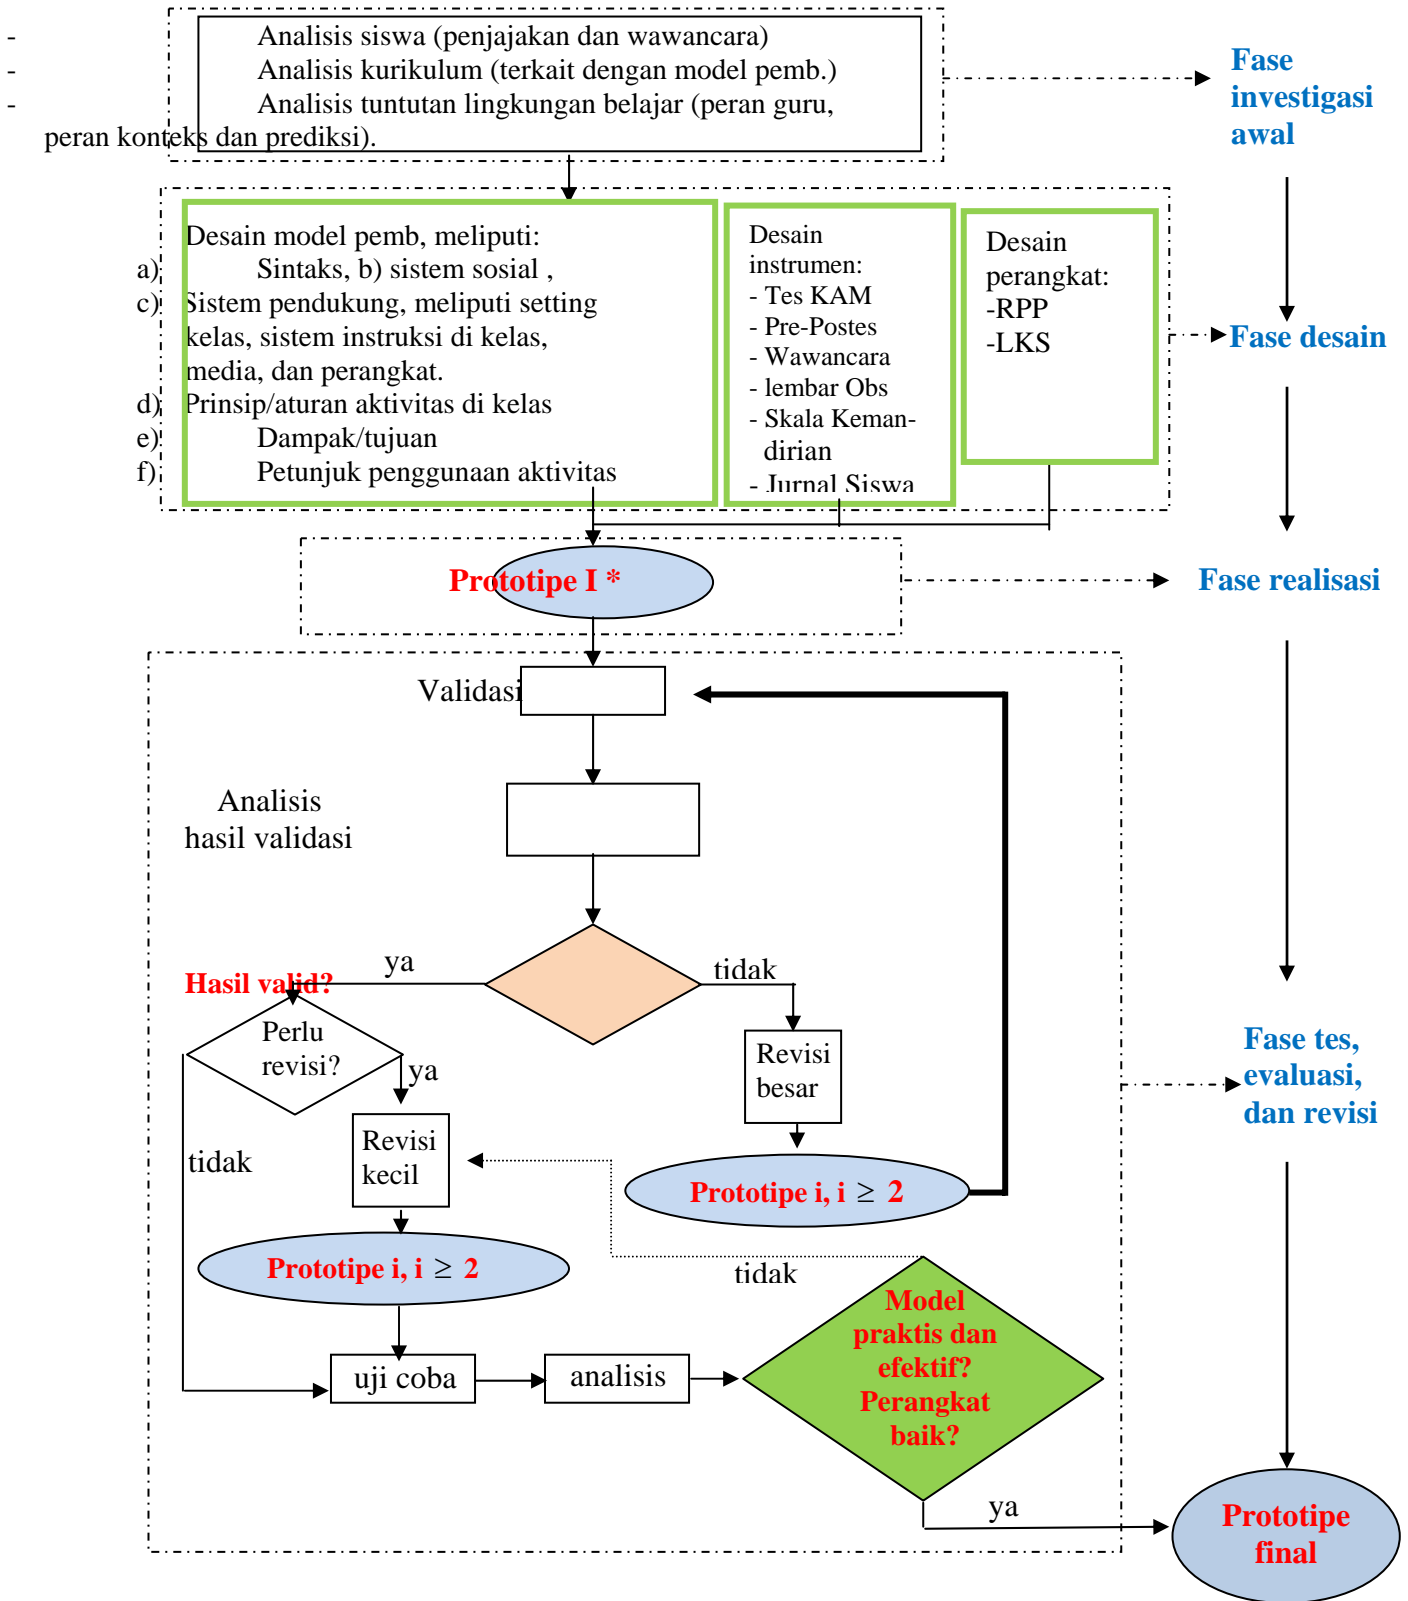 - Analisis siswa (penjajakan dan wawancara)
- Analisis kurikulum (terkait dengan model pemb.)
- Analisis tuntutan lingkungan belajar (peran guru,
peran konteks dan prediksi).
Fase
investigasi
awal
Desain model pemb, meliputi:
a) Sintaks, b) sistem sosial ,
c) Sistem pendukung, meliputi setting
kelas, sistem instruksi di kelas,
media, dan perangkat.
d) Prinsip/aturan aktivitas di kelas
e) Dampak/tujuan
f) Petunjuk penggunaan aktivitas
Desain
instrumen:
- Tes KAM
- Pre-Postes
- Wawancara
- lembar Obs
- Skala Keman-
dirian
- Jurnal Siswa
Desain
perangkat:
-RPP
-LKS
Fase desain
Prototipe I *
Fase realisasi
Validasi
Analisis
hasil validasi
Hasil valid?
ya
tidak
Perlu
revisi?
ya
tidak
Revisi
besar
Revisi
kecil
Prototipe i, i ≥ 2
Prototipe i, i ≥ 2
tidak
Fase tes,
evaluasi,
dan revisi
uji coba
analisis
Model
praktis dan
efektif?
Perangkat
baik?
ya
Prototipe
final